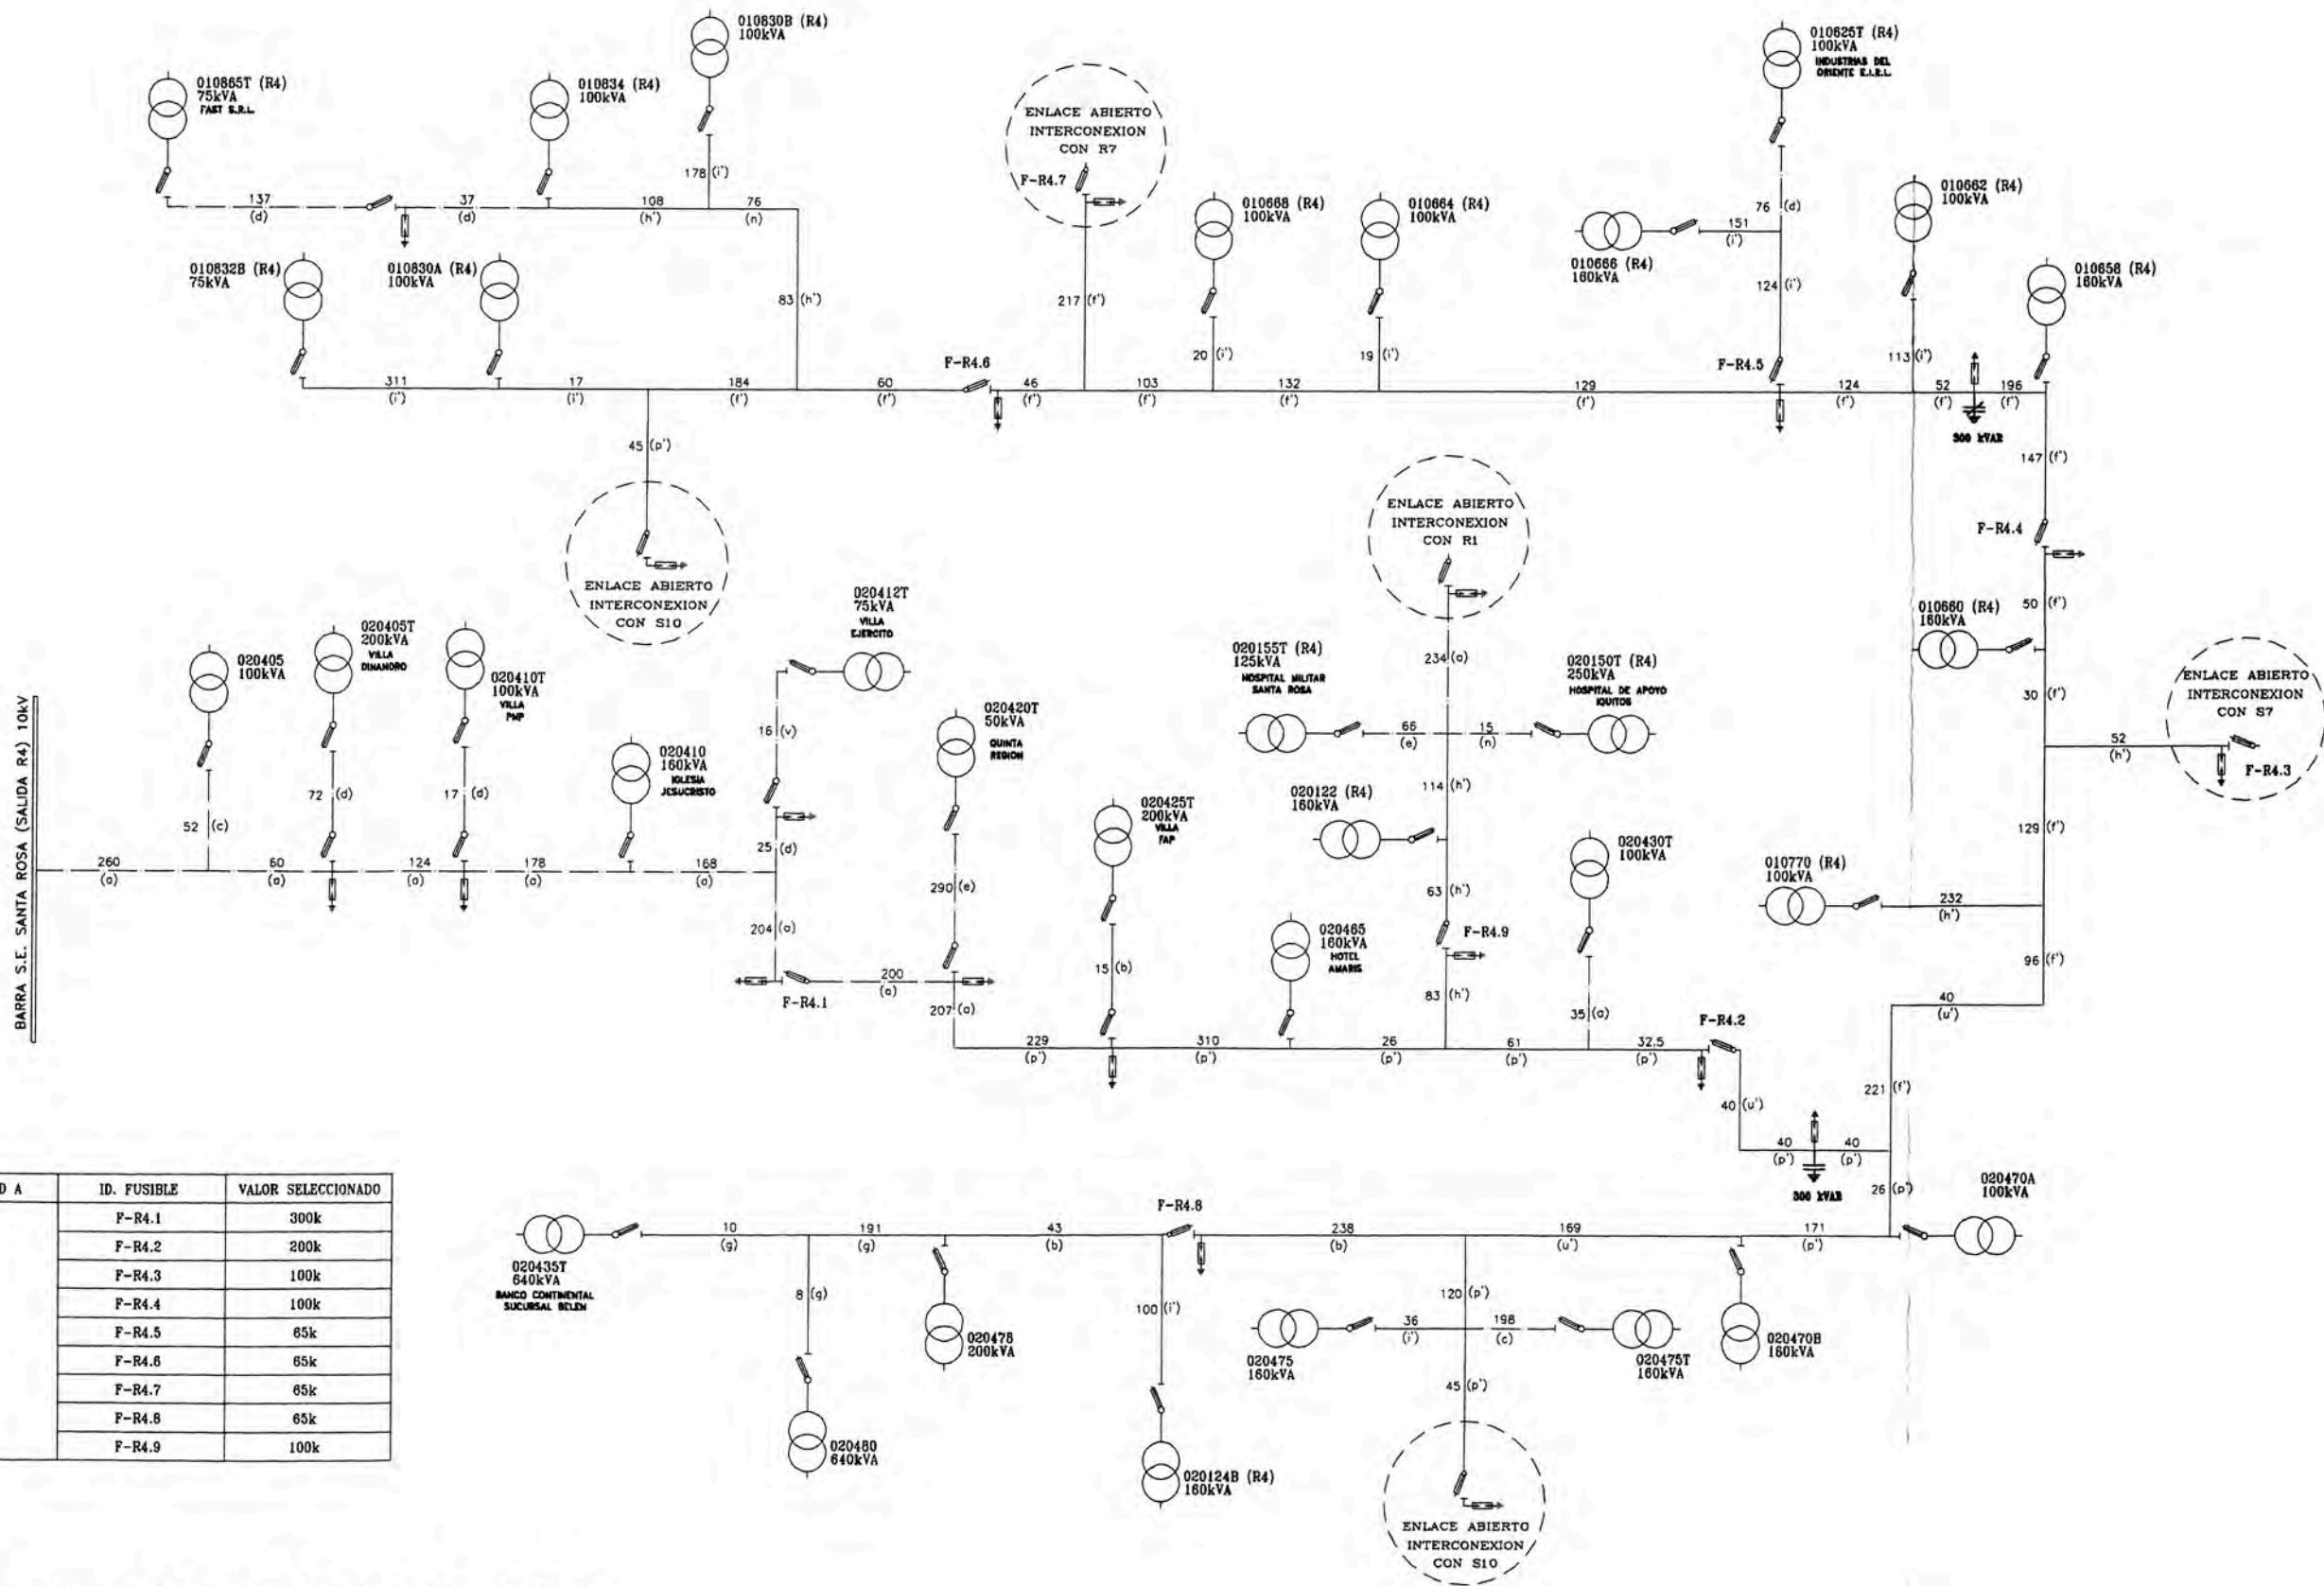 010830B (R4)
100kVA
010865T (R4)
75kVA
FAST S.R.L.
010834 (R4)
100kVA
178 (i')
137
(d)
37
(d)
108
(h')
76
(n)
010832B (R4)
75kVA
010830A (R4)
100kVA
83 (h')
311
(i')
17
(i')
184
(f')
60
(f')
F-R4.6
45 (p')
ENLACE ABIERTO
INTERCONEXION
CON S10
ENLACE ABIERTO
INTERCONEXION
CON R7
F-R4.7
217 (f')
46
(f')
103
(f')
132
(f')
129
(f')
010668 (R4)
100kVA
20 (i')
010664 (R4)
100kVA
19 (i')
010625T (R4)
100kVA
INDUSTRIAS DEL
ORIENTE E.I.R.L.
76 (d)
151
(i')
010666 (R4)
160kVA
124 (i')
F-R4.5
124
(f')
010662 (R4)
100kVA
113 (i')
52
(f')
196
(f')
300 kVAR
010658 (R4)
160kVA
147 (f')
F-R4.4
50 (f')
010660 (R4)
160kVA
30 (f')
ENLACE ABIERTO
INTERCONEXION
CON S7
52
(h')
F-R4.3
129 (f')
010770 (R4)
100kVA
232
(h')
96 (f')
40
(u')
221 (f')
BARRA S.E. SANTA ROSA (SALIDA R4) 10kV
260
(a)
020405
100kVA
52 (c)
60
(a)
020405T
200kVA
VILLA
DINAMORO
72 (d)
124
(a)
020410T
100kVA
VILLA
PNP
17 (d)
178
(a)
020410
160kVA
IGLESIA
JESUCRISTO
168
(a)
020412T
75kVA
VILLA
EJERCITO
16 (v)
25 (d)
204 (a)
F-R4.1
200
(a)
020420T
50kVA
QUINTA
REGION
290 (e)
207 (a)
229
(p')
020425T
200kVA
VILLA
FAP
15 (b)
310
(p')
020465
160kVA
HOTEL
AMARIS
26
(p')
ENLACE ABIERTO
INTERCONEXION
CON R1
234 (a)
020155T (R4)
125kVA
HOSPITAL MILITAR
SANTA ROSA
66
(e)
15
(n)
020150T (R4)
250kVA
HOSPITAL DE APOYO
IQUITOS
114 (h')
020122 (R4)
160kVA
63 (h')
F-R4.9
83 (h')
61
(p')
020430T
100kVA
35 (a)
32.5
(p')
F-R4.2
40 (u')
40
(p')
40
(p')
300 kVAR
26 (p')
020470A
100kVA
171
(p')
020470B
160kVA
169
(u')
238
(b)
F-R4.8
120 (p')
36
(i')
198
(c)
020475
160kVA
020475T
160kVA
45 (p')
ENLACE ABIERTO
INTERCONEXION
CON S10
43
(b)
100 (i')
020124B (R4)
160kVA
191
(g)
020478
200kVA
10
(g)
8 (g)
020480
640kVA
020435T
640kVA
BANCO CONTINENTAL
SUCURSAL BELEN
D A ID. FUSIBLE VALOR SELECCIONADO
F-R4.1 300k
F-R4.2 200k
F-R4.3 100k
F-R4.4 100k
F-R4.5 65k
F-R4.6 65k
F-R4.7 65k
F-R4.8 65k
F-R4.9 100k